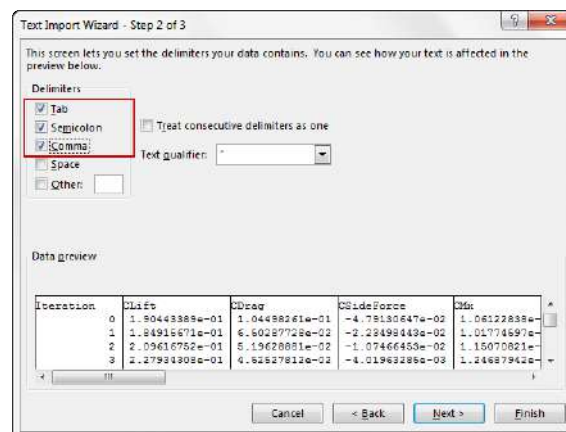 Text Import Wizard - Step 2 of 3
This screen lets you set the delimiters your data contains. You can see how your text is affected in the
preview below.
Delimiters
Tab
Semicolon
Comma
Space
Other:
Treat consecutive delimiters as one
Text qualifier: "
Data preview
Iteration CLift CDrag CSideForce CMx
0 1.90443389e-01 1.04498261e-01 -4.79130647e-02 1.06122838e-
1 1.84916671e-01 6.60287728e-02 -2.23498443e-02 1.01774697e-
2 2.09616752e-01 5.19628881e-02 -1.07466453e-02 1.15070821e-
3 2.27934308e-01 4.52527812e-02 -4.01963286e-03 1.24687942e-
Cancel < Back Next > Finish